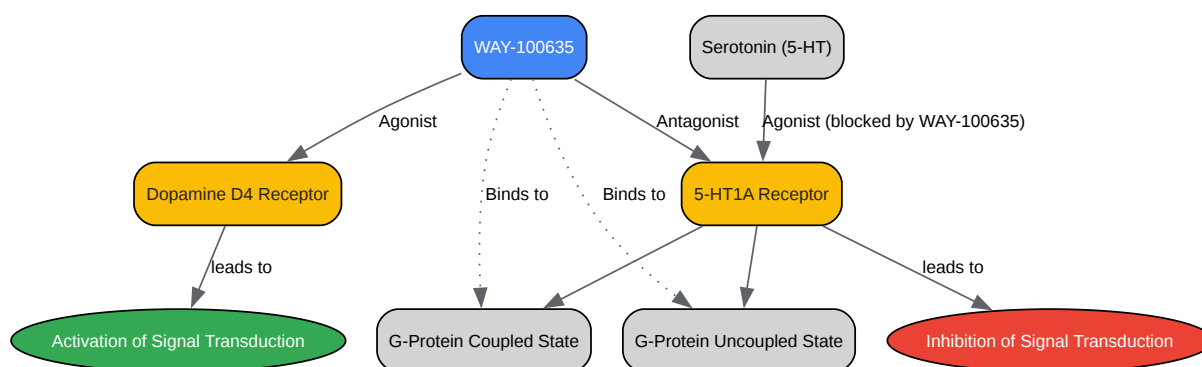 WAY-100635
Serotonin (5-HT)
Agonist
Antagonist
Agonist (blocked by WAY-100635)
Dopamine D4 Receptor
Binds to
Binds to
5-HT1A Receptor
leads to
leads to
Activation of Signal Transduction
G-Protein Coupled State
G-Protein Uncoupled State
Inhibition of Signal Transduction